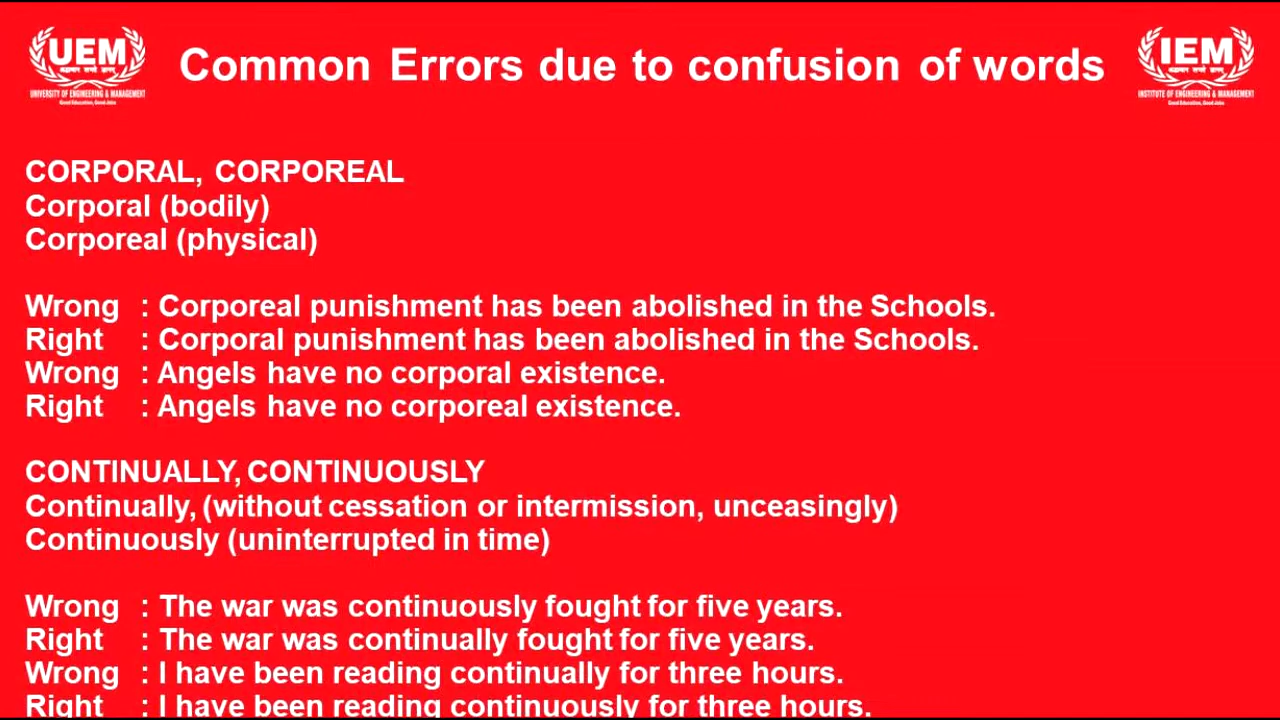 UEM
UNIVERSITY OF ENGINEERING & MANAGEMENT
Good Education, Good Jobs
Common Errors due to confusion of words
IEM
INSTITUTE OF ENGINEERING & MANAGEMENT
Good Education, Good Jobs
CORPORAL, CORPOREAL
Corporal (bodily)
Corporeal (physical)
Wrong : Corporeal punishment has been abolished in the Schools.
Right : Corporal punishment has been abolished in the Schools.
Wrong : Angels have no corporal existence.
Right : Angels have no corporeal existence.
CONTINUALLY, CONTINUOUSLY
Continually, (without cessation or intermission, unceasingly)
Continuously (uninterrupted in time)
Wrong : The war was continuously fought for five years.
Right : The war was continually fought for five years.
Wrong : I have been reading continually for three hours.
Right : I have been reading continuously for three hours.